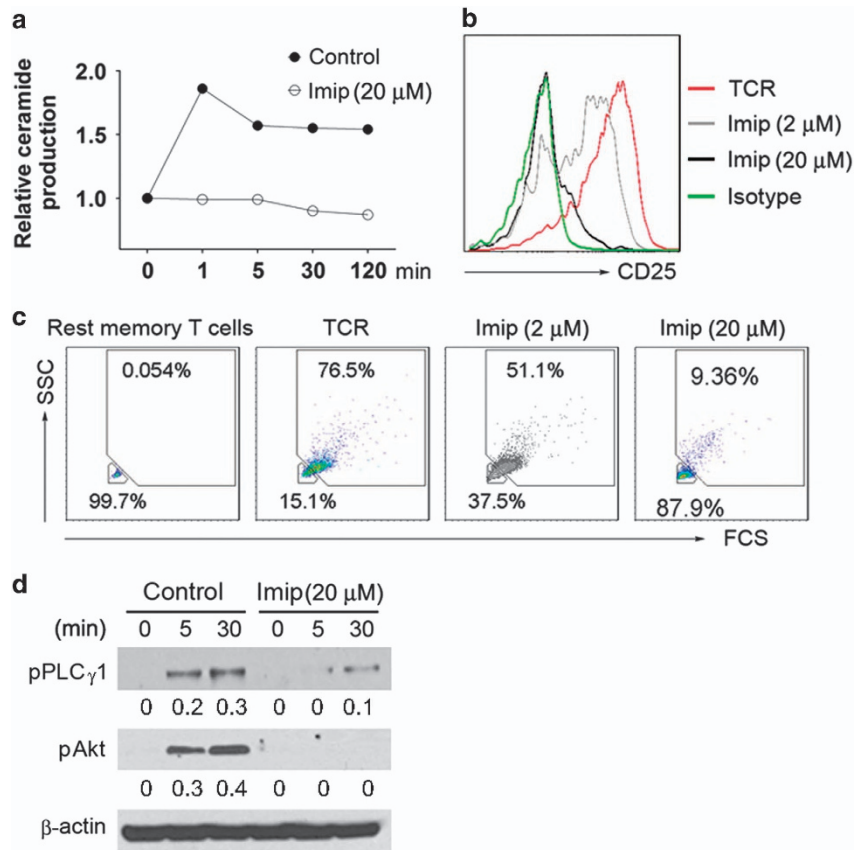 a
Relative ceramide production
2.0
1.5
1.0
0 1 5 30 120 min
Control
Imip (20 μM)
b
TCR
Imip (2 μM)
Imip (20 μM)
Isotype
CD25
c
Rest memory T cells TCR Imip (2 μM) Imip (20 μM)
SSC
0.054% 76.5% 51.1% 9.36%
99.7% 15.1% 37.5% 87.9%
FCS
d
Control Imip (20 μM)
(min) 0 5 30 0 5 30
pPLCγ1
0 0.2 0.3 0 0 0.1
pAkt
0 0.3 0.4 0 0 0
β-actin